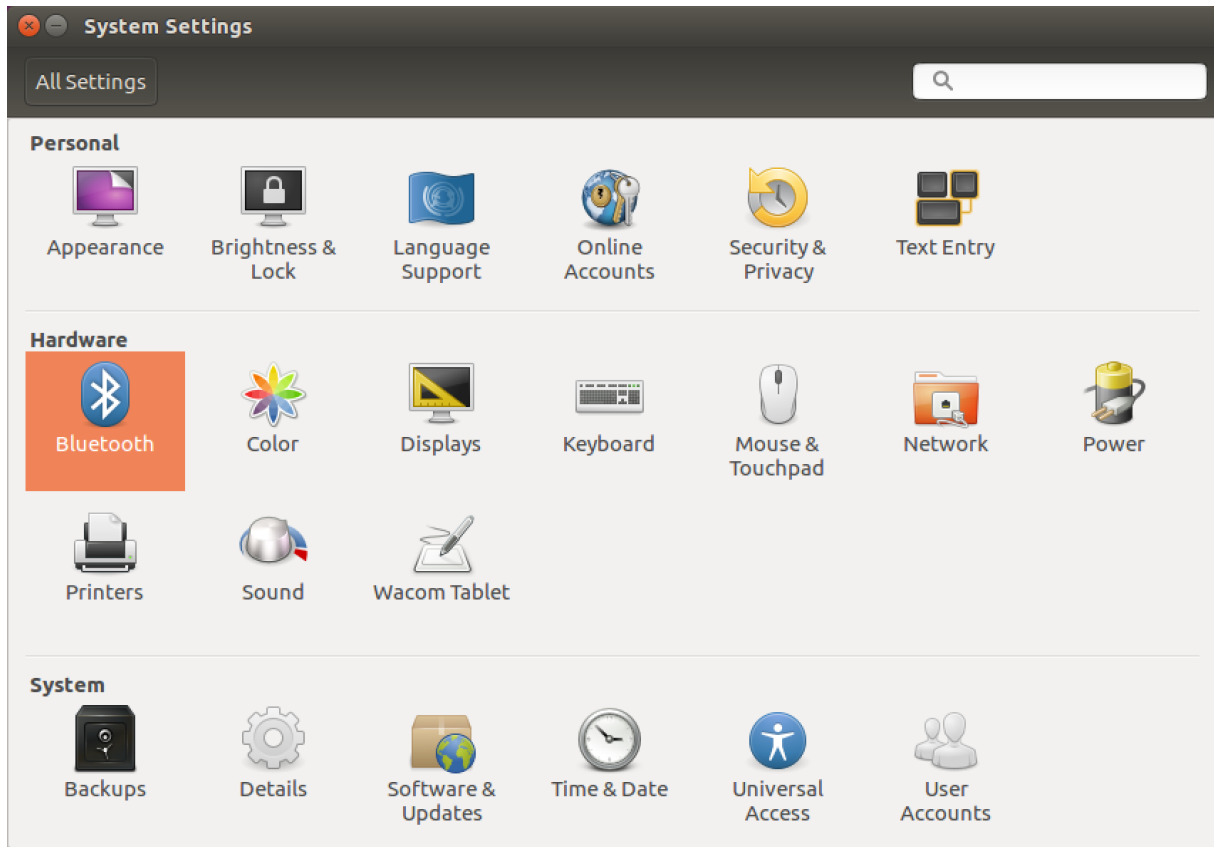 System Settings
All Settings
Personal
Appearance
Brightness &
Lock
Language
Support
Online
Accounts
Security &
Privacy
Text Entry
Hardware
Bluetooth
Color
Displays
Keyboard
Mouse &
Touchpad
Network
Power
Printers
Sound
Wacom Tablet
System
Backups
Details
Software &
Updates
Time & Date
Universal
Access
User
Accounts